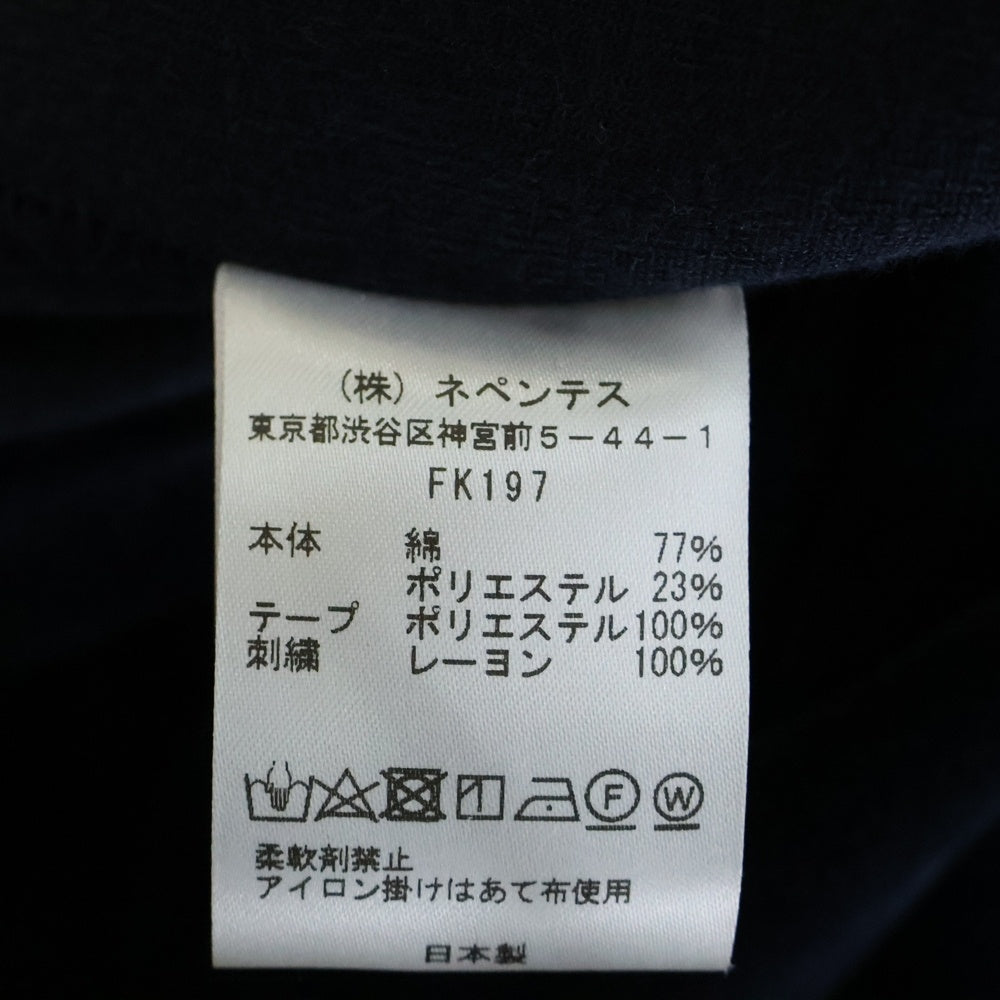 （株）ネペンテス
東京都渋谷区神宮前5－44－1
FK197
本体 綿 77%
ポリエステル 23%
テープ ポリエステル100%
刺繍 レーヨン 100%
F W
柔軟剤禁止
アイロン掛けはあて布使用
日本製